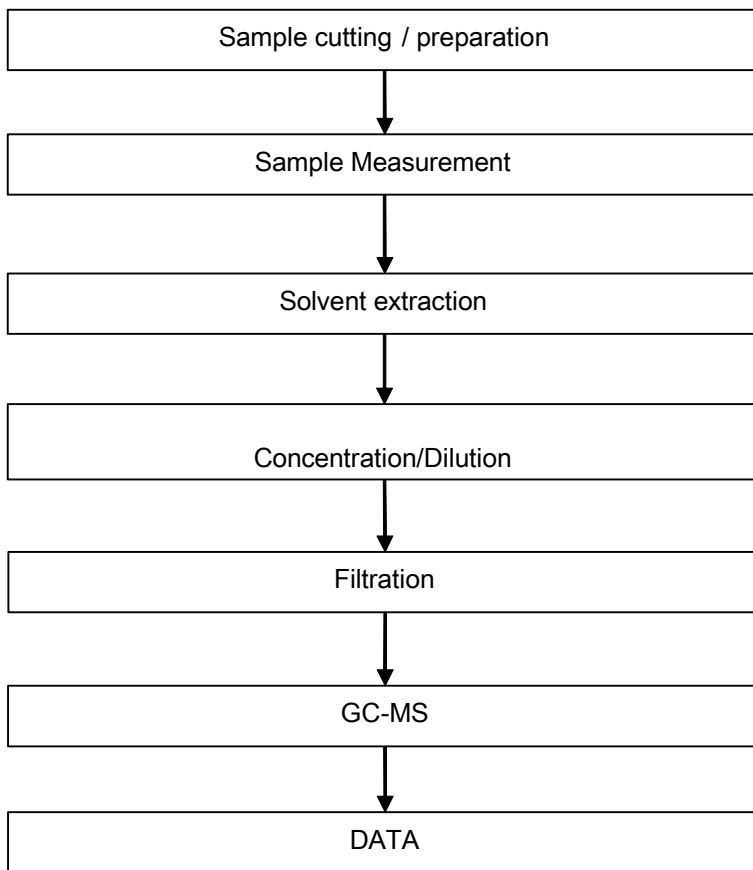 Sample cutting / preparation
Sample Measurement
Solvent extraction
Concentration/Dilution
Filtration
GC-MS
DATA